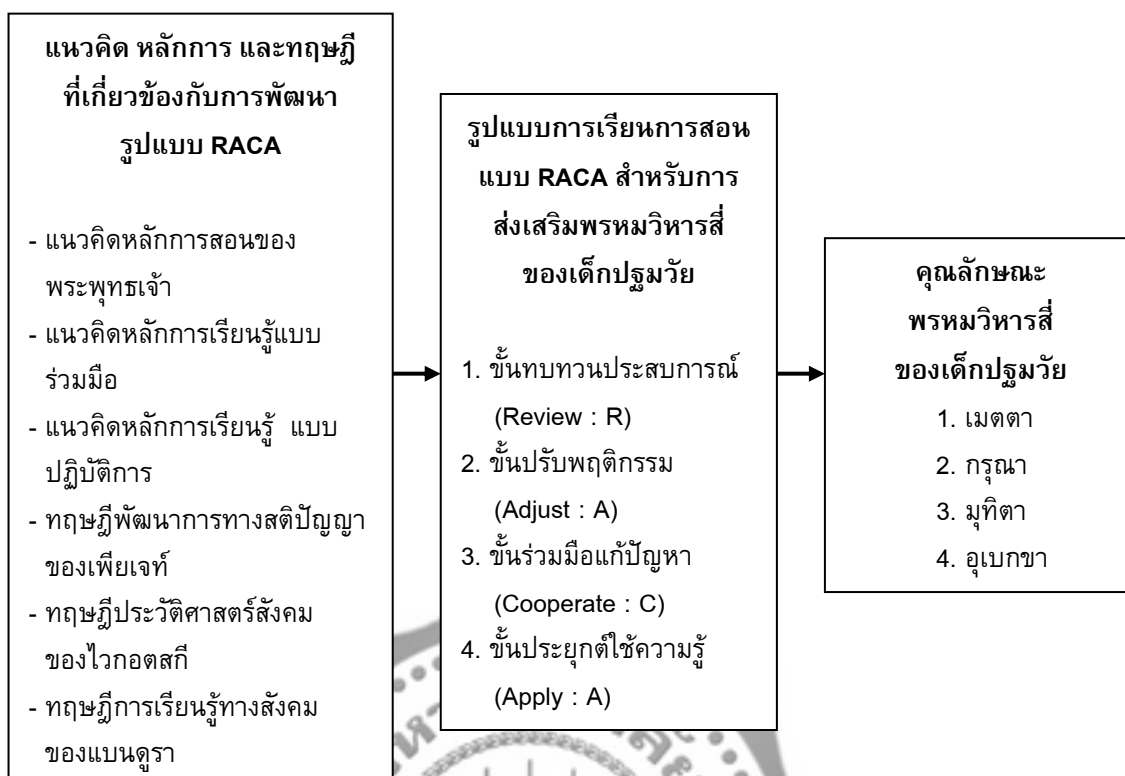 แนวคิด หลักการ และทฤษฎี
ที่เกี่ยวข้องกับการพัฒนา
รูปแบบ RACA
- แนวคิดหลักการสอนของ
พระพุทธเจ้า
- แนวคิดหลักการเรียนรู้แบบ
ร่วมมือ
- แนวคิดหลักการเรียนรู้ แบบ
ปฏิบัติการ
- ทฤษฎีพัฒนาการทางสติปัญญา
ของเพียเจท์
- ทฤษฎีประวัติศาสตร์สังคม
ของไวกอตสกี
- ทฤษฎีการเรียนรู้ทางสังคม
ของแบนดูรา
รูปแบบการเรียนการสอน
แบบ RACA สำหรับการ
ส่งเสริมพรหมวิหารสี่
ของเด็กปฐมวัย
1. ขั้นทบทวนประสบการณ์
(Review : R)
2. ขั้นปรับพฤติกรรม
(Adjust : A)
3. ขั้นร่วมมือแก้ปัญหา
(Cooperate : C)
4. ขั้นประยุกต์ใช้ความรู้
(Apply : A)
คุณลักษณะ
พรหมวิหารสี่
ของเด็กปฐมวัย
1. เมตตา
2. กรุณา
3. มุทิตา
4. อุเบกขา